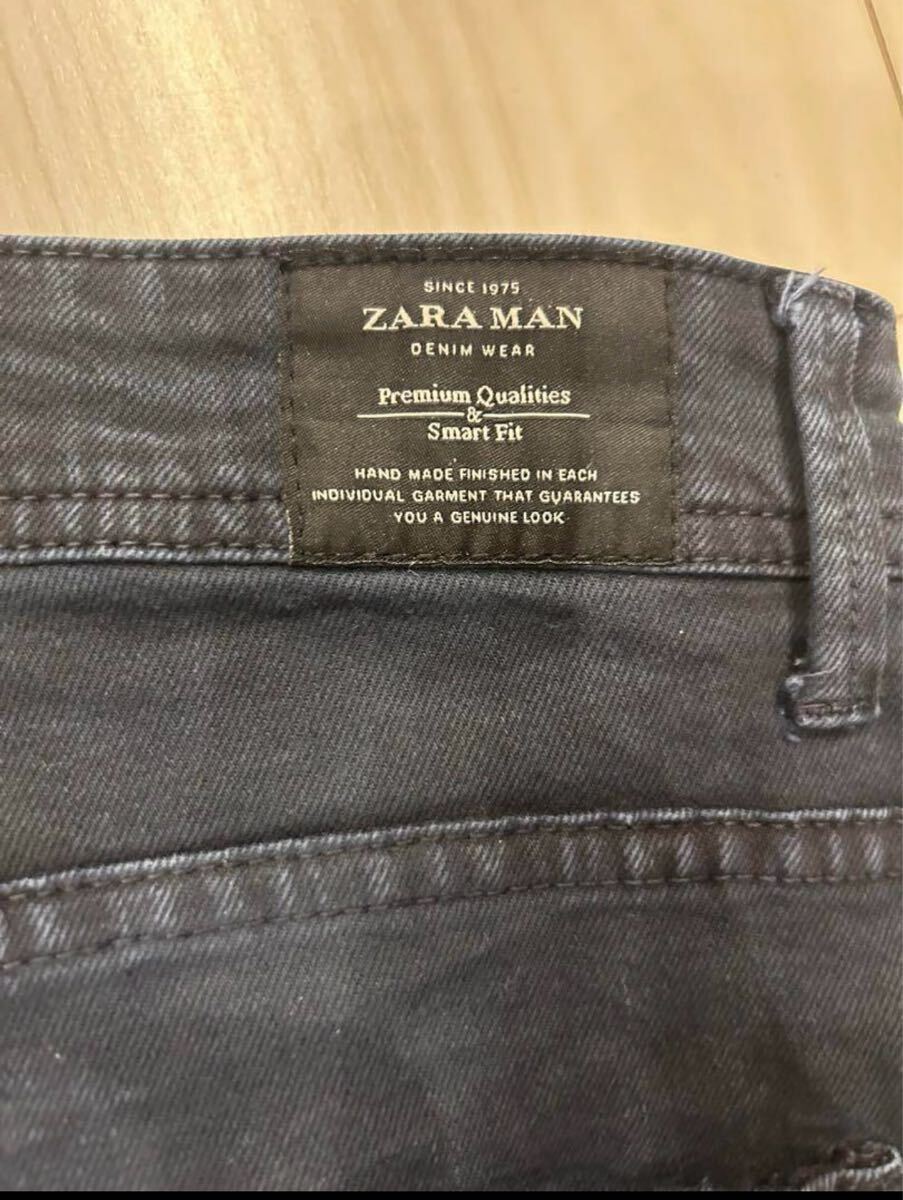 SINCE 1975
ZARA MAN
DENIM WEAR
Premium Qualities
&
Smart Fit
HAND MADE FINISHED IN EACH
INDIVIDUAL GARMENT THAT GUARANTEES
YOU A GENUINE LOOK